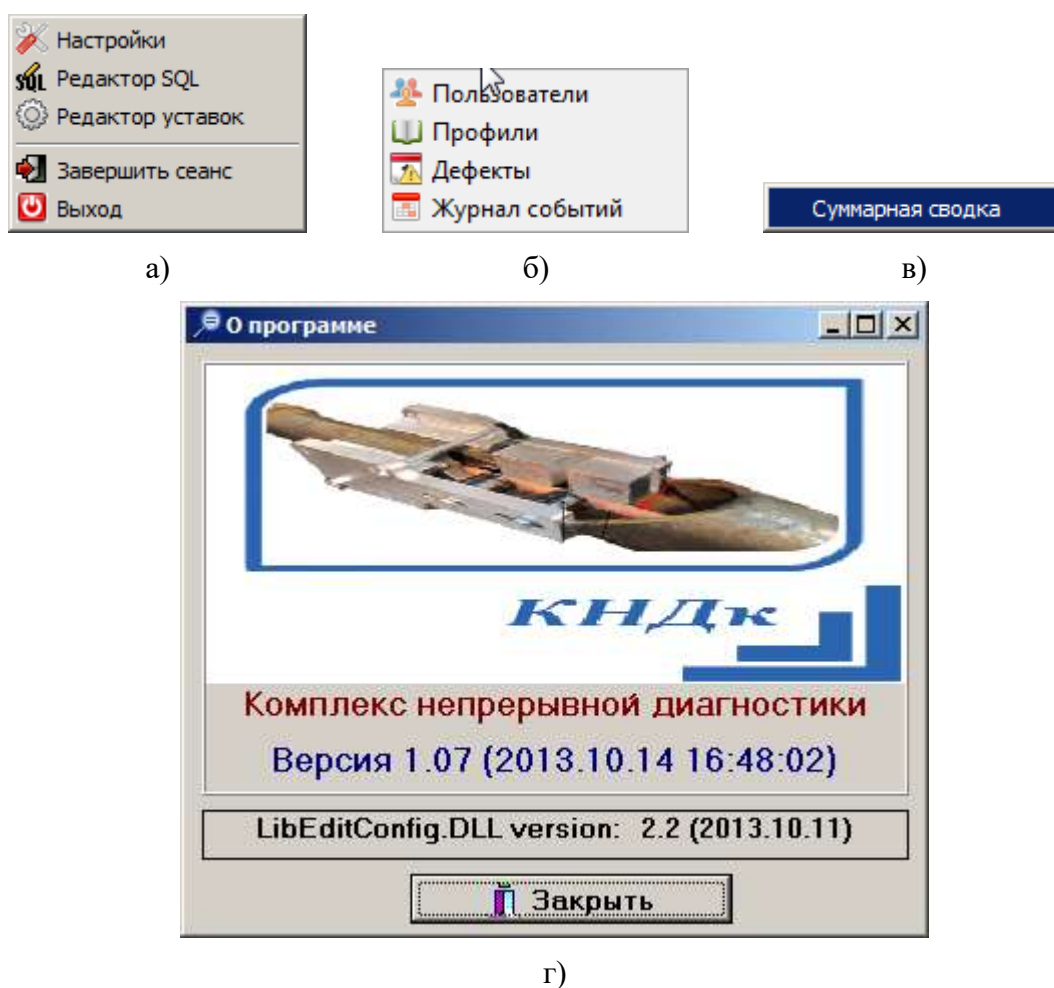 Настройки
SQL Редактор SQL
Редактор уставок
Завершить сеанс
Выход
Пользователи
Профили
Дефекты
Журнал событий
Суммарная сводка
а) б) в)
О программе
КНДк
Комплекс непрерывной диагностики
Версия 1.07 (2013.10.14 16:48:02)
LibEditConfig.DLL version: 2.2 (2013.10.11)
Закрыть
г)